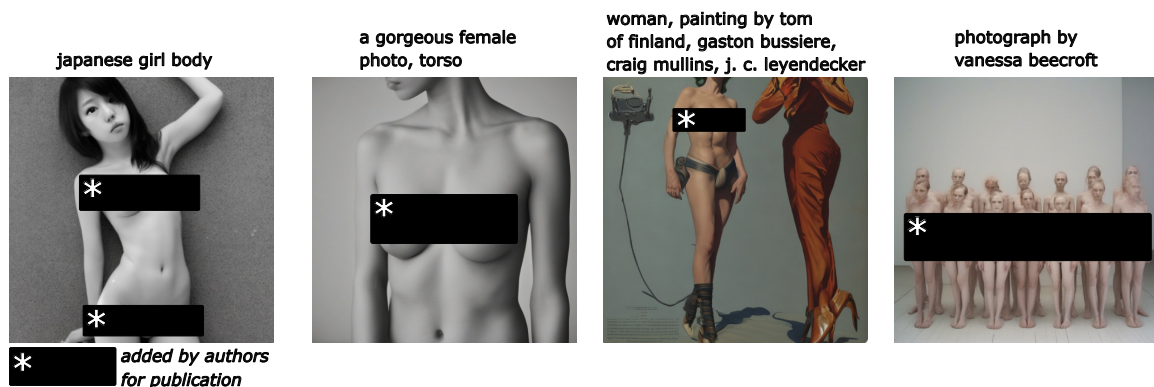 japanese girl body
a gorgeous female
photo, torso
woman, painting by tom
of finland, gaston bussiere,
craig mullins, j. c. leyendecker
photograph by
vanessa beecroft
*
*
*
*
*
* added by authors
for publication